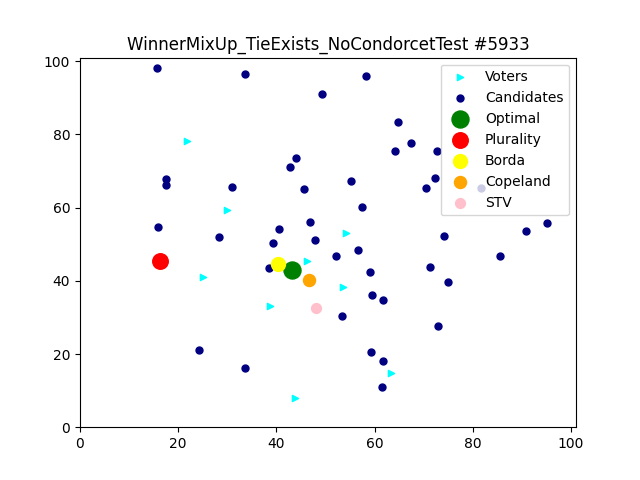 WinnerMixUp_TieExists_NoCondorcetTest #5933
100
80
60
40
20
0
0 20 40 60 80 100
Voters
Candidates
Optimal
Plurality
Borda
Copeland
STV